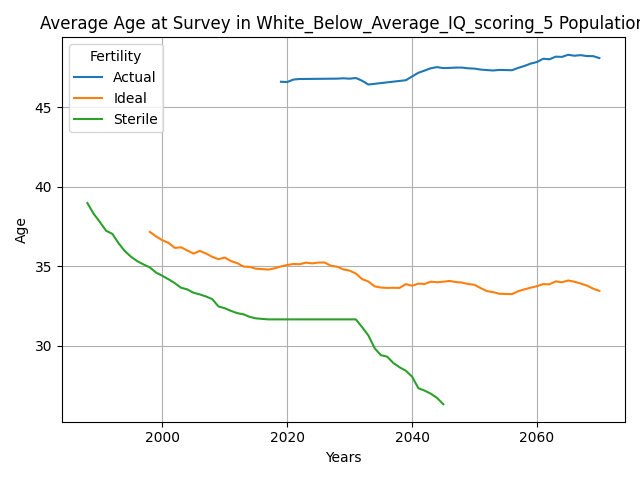 Average Age at Survey in White_Below_Average_IQ_scoring_5 Population
Fertility
Actual
Ideal
Sterile
45
40
35
30
Age
2000
2020
2040
2060
Years